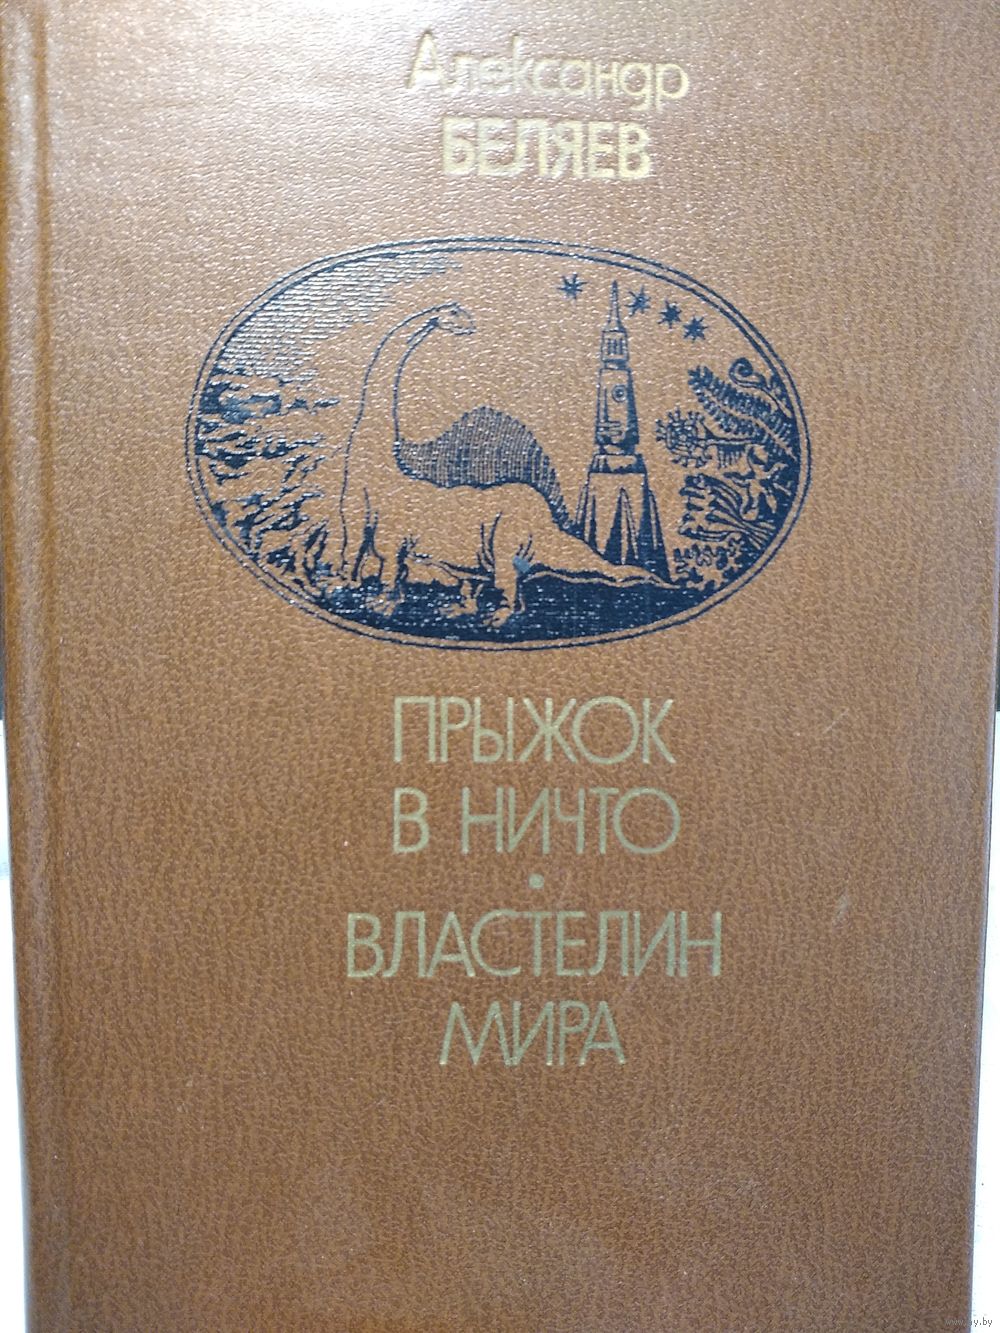 Александр
БЕЛЯЕВ
ПРЫЖОК
В НИЧТО
•
ВЛАСТЕЛИН
МИРА